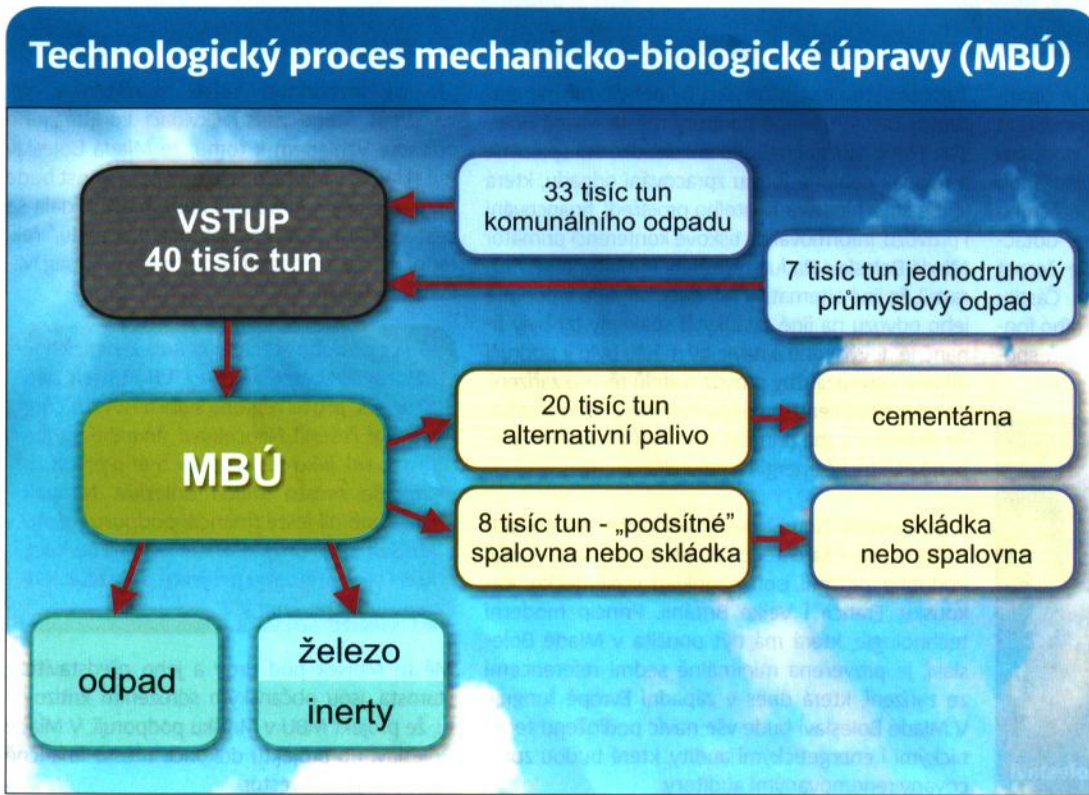 Technologický proces mechanicko-biologické úpravy (MBÚ)
VSTUP
40 tisíc tun
33 tisíc tun
komunálního odpadu
7 tisíc tun jednodruhový
průmyslový odpad
MBÚ
20 tisíc tun
alternativní palivo
cementárna
8 tisíc tun - „podsítné”
spalovna nebo skládka
skládka
nebo spalovna
odpad
železo
inerty